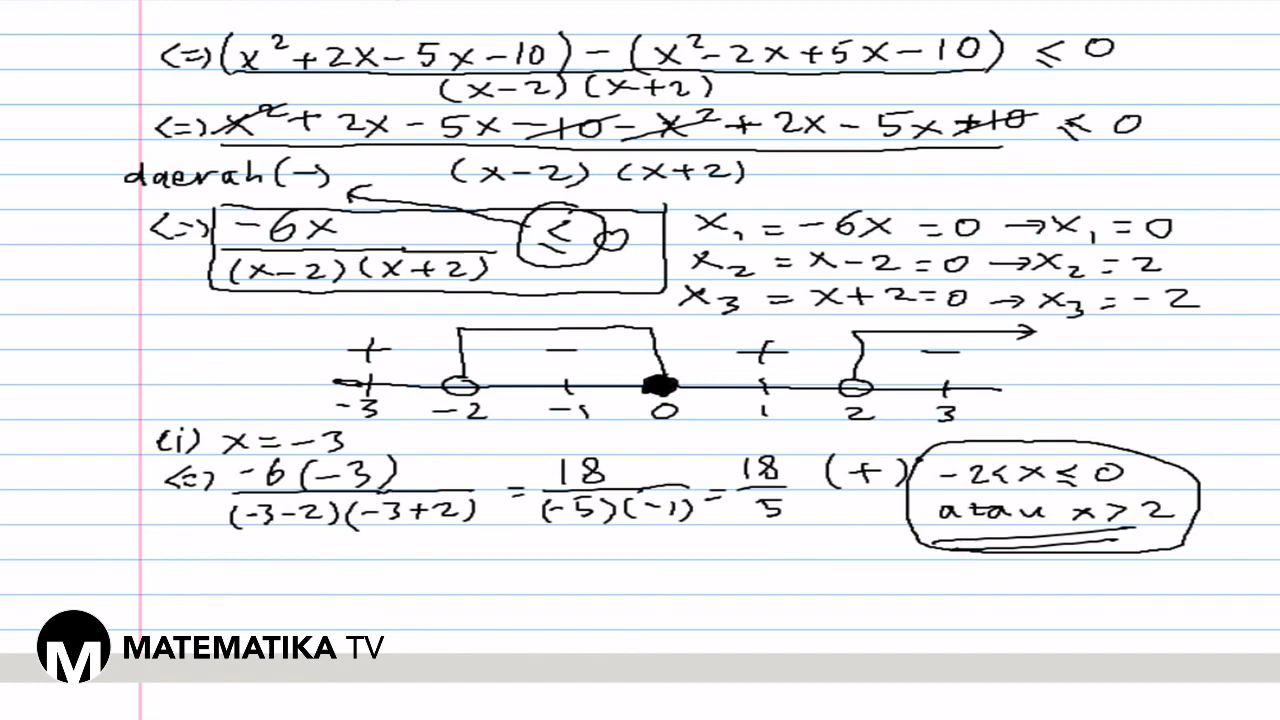 <=> (x² + 2x - 5x - 10) - (x² - 2x + 5x - 10) ≤ 0
(x-2) (x+2)
<=> x² + 2x - 5x - 10 - x² + 2x - 5x + 10 ≤ 0
daerah (-) (x-2) (x+2)
<=> -6x ≤ 0 x₁ = -6x = 0 → x₁ = 0
(x-2) (x+2) x₂ = x - 2 = 0 → x₂ = 2
x₃ = x + 2 = 0 → x₃ = -2
+ - + -
-3 -2 -1 0 1 2 3
(i) x = -3
<=> -6 (-3) = 18 = 18 (+) -2 < x ≤ 0
(-3-2)(-3+2) (-5)(-1) 5 atau x > 2
M MATEMATIKA TV